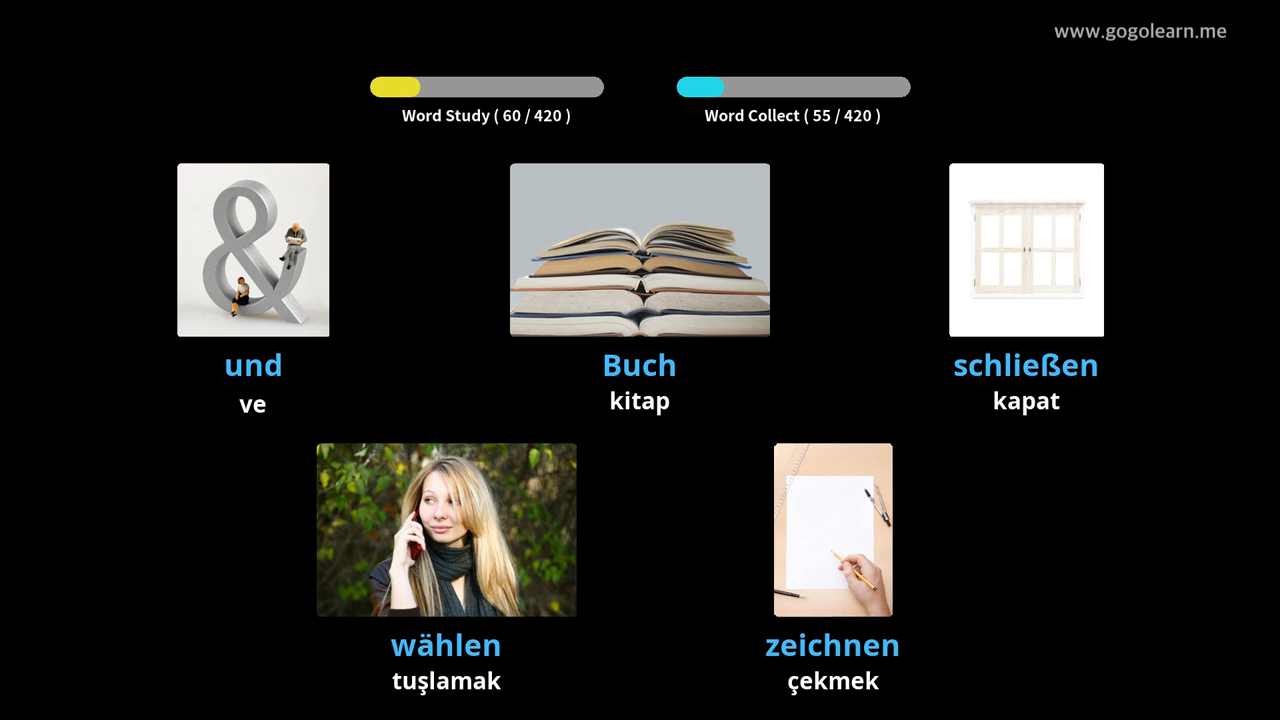 www.gogolearn.me
Word Study ( 60 / 420 )
Word Collect ( 55 / 420 )
und
ve
Buch
kitap
schließen
kapat
wählen
tuşlamak
zeichnen
çekmek